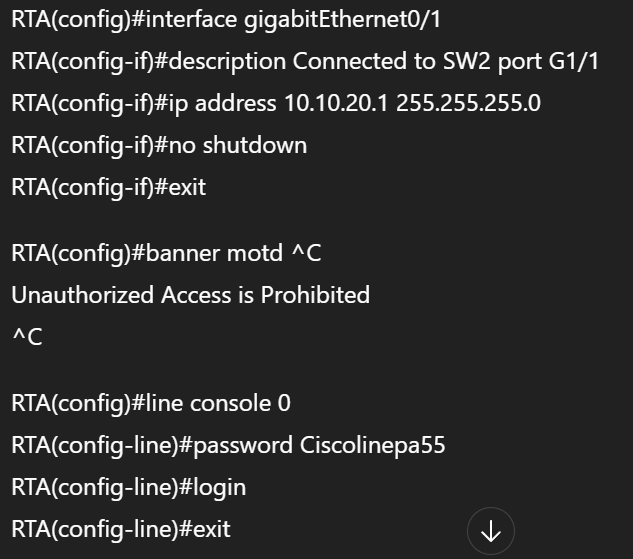 RTA(config)#interface gigabitEthernet0/1
RTA(config-if)#description Connected to SW2 port G1/1
RTA(config-if)#ip address 10.10.20.1 255.255.255.0
RTA(config-if)#no shutdown
RTA(config-if)#exit
RTA(config)#banner motd ^C
Unauthorized Access is Prohibited
^C
RTA(config)#line console 0
RTA(config-line)#password Ciscolinepa55
RTA(config-line)#login
RTA(config-line)#exit